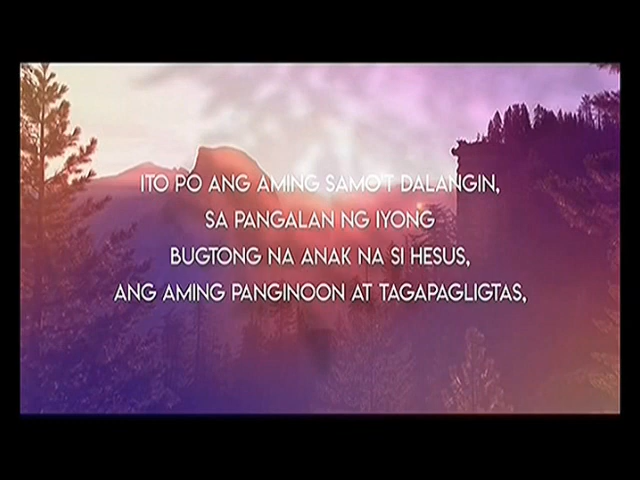 ITO PO ANG AMING SAMO'T DALANGIN,
SA PANGALAN NG IYONG
BUGTONG NA ANAK NA SI HESUS,
ANG AMING PANGINOON AT TAGAPAGLIGTAS,